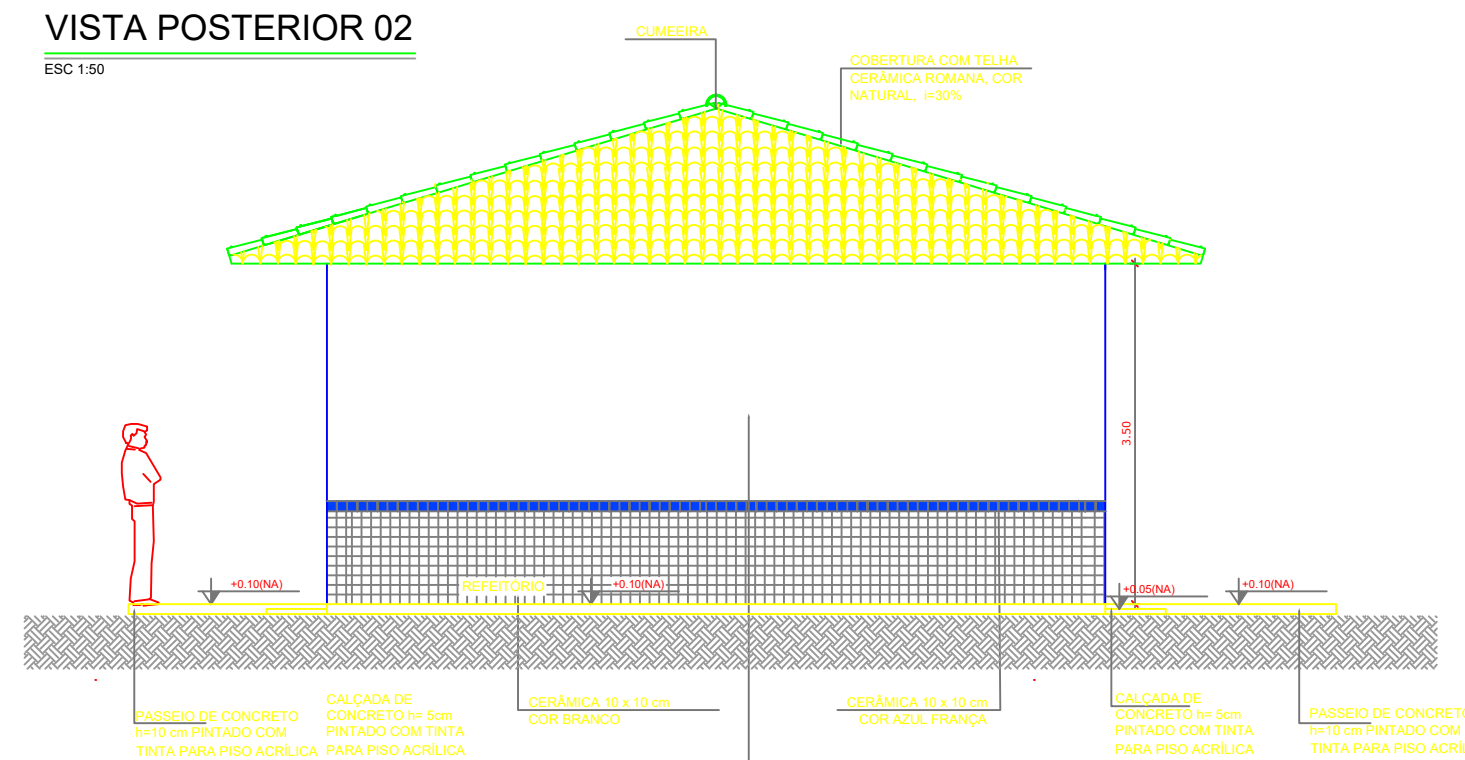 VISTA POSTERIOR 02
ESC 1:50
CUMEEIRA
COBERTURA COM TELHA
CERÂMICA ROMANA, COR
NATURAL, i=30%
3.50
+0.10(NA)
REFEITÓRIO
+0.10(NA)
+0.05(NA)
+0.10(NA)
PASSEIO DE CONCRETO
h=10 cm PINTADO COM
TINTA PARA PISO ACRÍLICA
CALÇADA DE
CONCRETO h= 5cm
PINTADO COM TINTA
PARA PISO ACRÍLICA
CERÂMICA 10 x 10 cm
COR BRANCO
CERÂMICA 10 x 10 cm
COR AZUL FRANÇA
CALÇADA DE
CONCRETO h= 5cm
PINTADO COM TINTA
PARA PISO ACRÍLICA
PASSEIO DE CONCRETO
h=10 cm PINTADO COM
TINTA PARA PISO ACRÍL